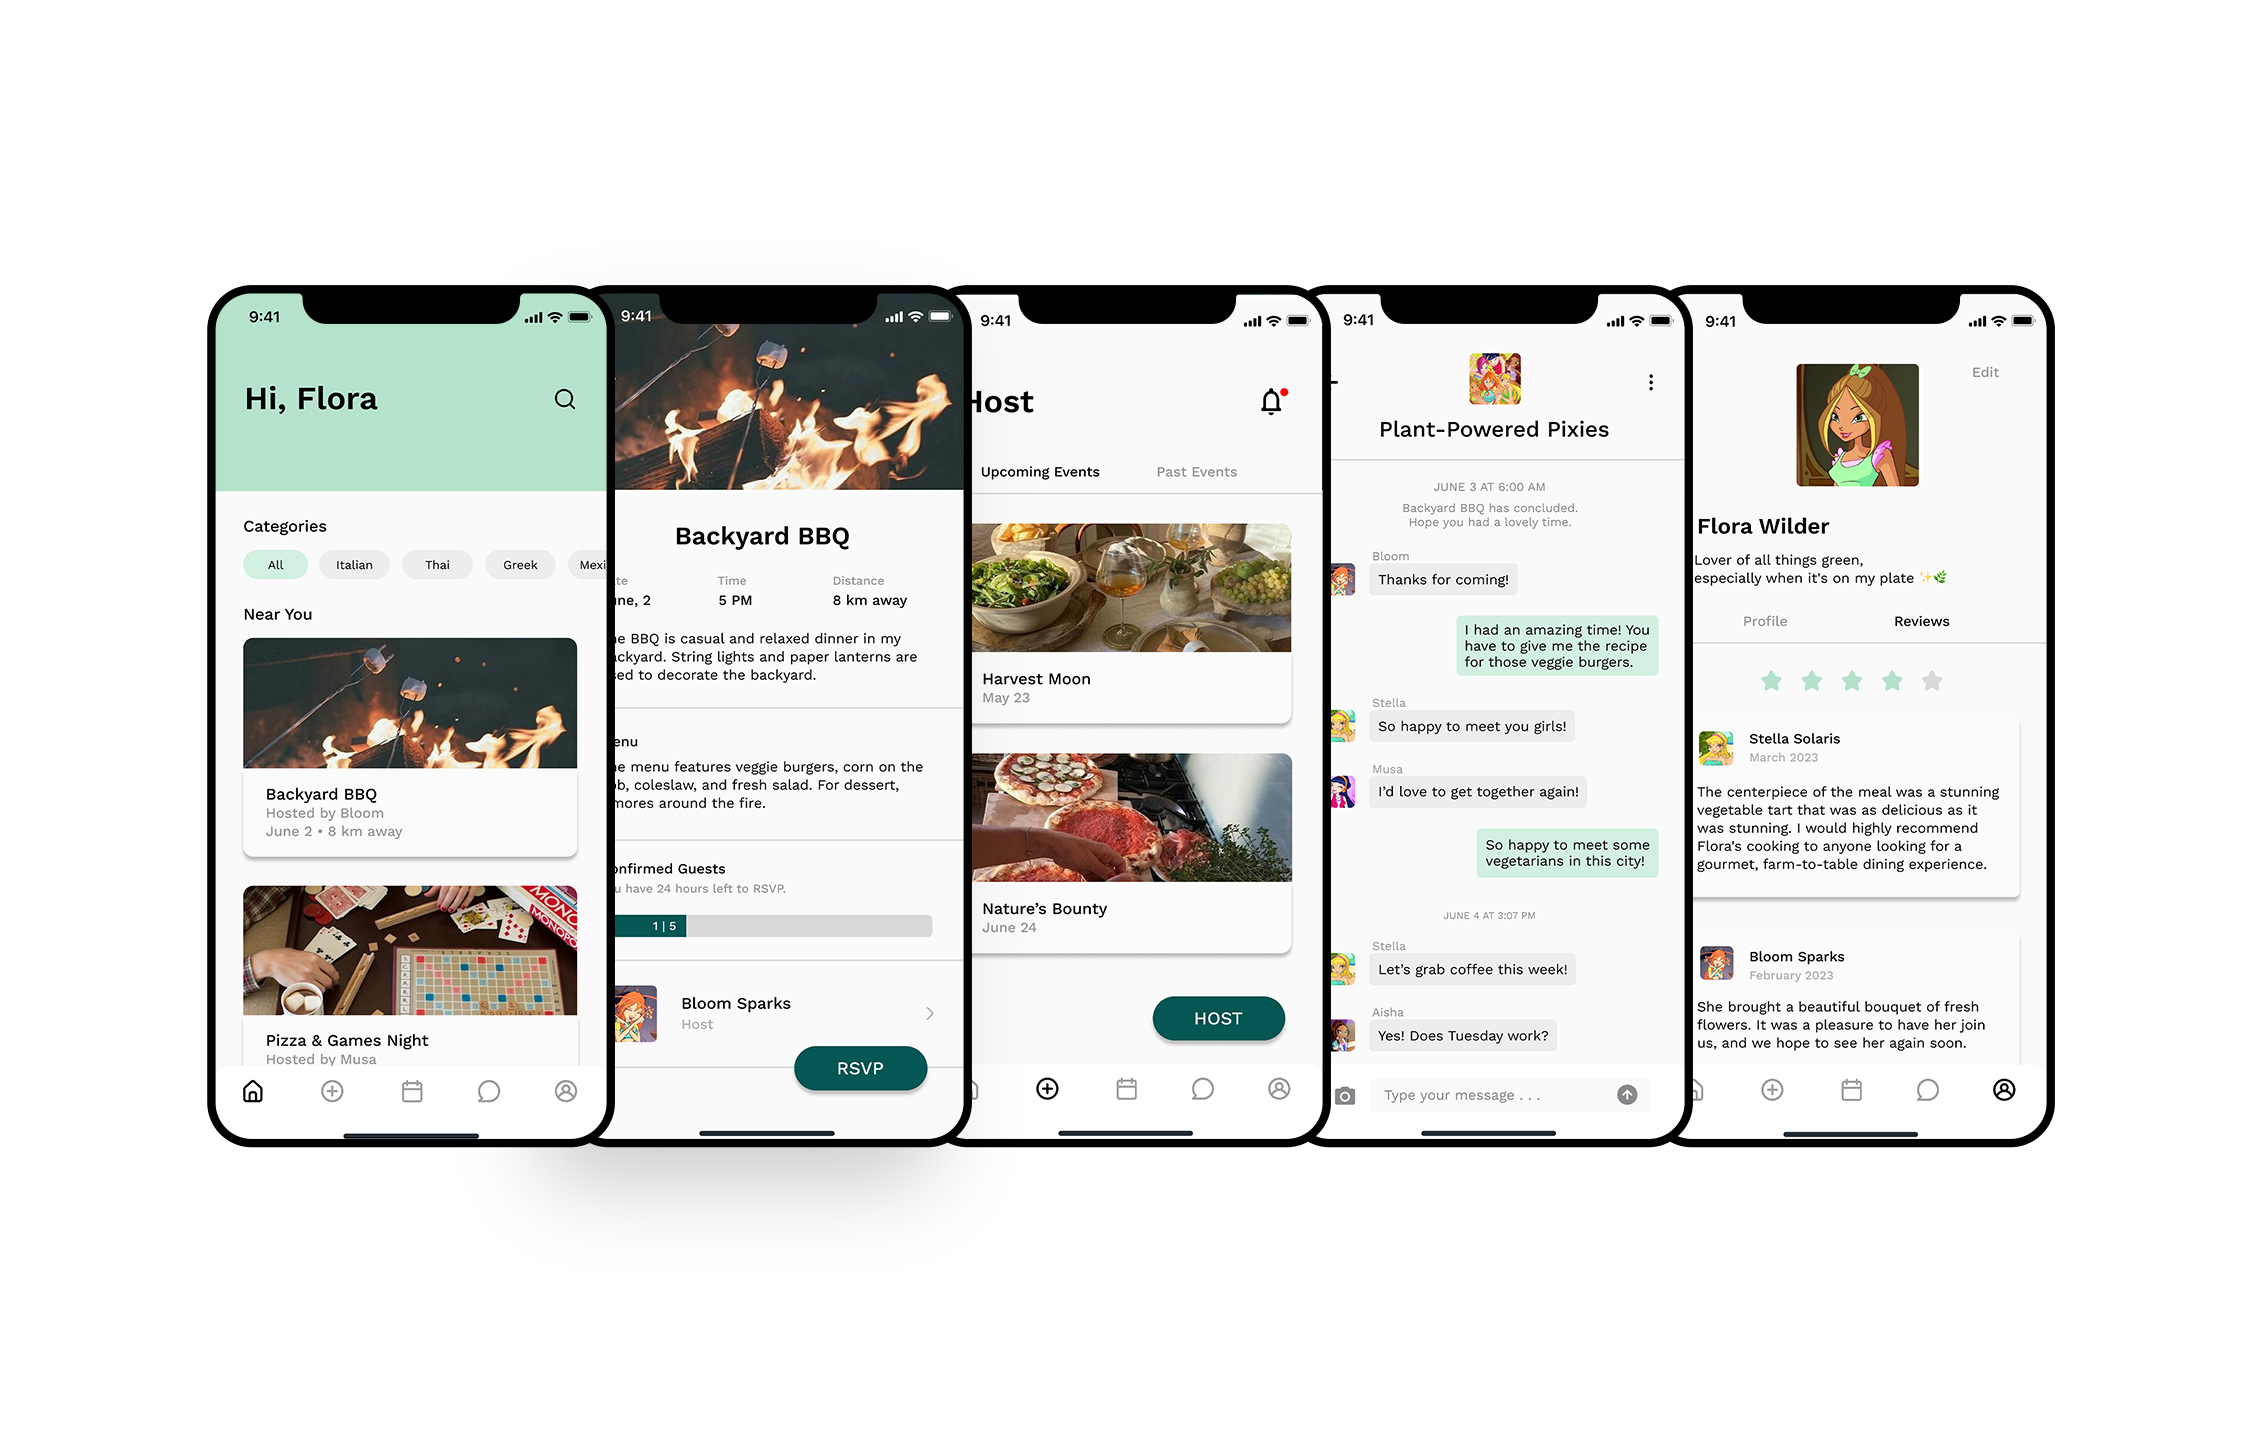 9:41
Hi, Flora
Categories
All
Italian
Thai
Greek
Mexi
Near You
Backyard BBQ
Hosted by Bloom
June 2 • 8 km away
MONOPO
Pizza & Games Night
Hosted by Musa
9:41
Backyard BBQ
te
Time
Distance
ne, 2
5 PM
8 km away
e BBQ is casual and relaxed dinner in my
ckyard. String lights and paper lanterns are
ed to decorate the backyard.
enu
e menu features veggie burgers, corn on the
b, coleslaw, and fresh salad. For dessert,
mores around the fire.
onfirmed Guests
u have 24 hours left to RSVP.
1 | 5
Bloom Sparks
Host
RSVP
9:41
Host
Upcoming Events
Past Events
Harvest Moon
May 23
Nature’s Bounty
June 24
HOST
9:41
Plant-Powered Pixies
JUNE 3 AT 6:00 AM
Backyard BBQ has concluded.
Hope you had a lovely time.
Bloom
Thanks for coming!
I had an amazing time! You
have to give me the recipe
for those veggie burgers.
Stella
So happy to meet you girls!
Musa
I’d love to get together again!
So happy to meet some
vegetarians in this city!
JUNE 4 AT 3:07 PM
Stella
Let’s grab coffee this week!
Aisha
Yes! Does Tuesday work?
Type your message . . .
9:41
Edit
Flora Wilder
Lover of all things green,
especially when it's on my plate ✨🌿
Profile
Reviews
Stella Solaris
March 2023
The centerpiece of the meal was a stunning
vegetable tart that was as delicious as it
was stunning. I would highly recommend
Flora's cooking to anyone looking for a
gourmet, farm-to-table dining experience.
Bloom Sparks
February 2023
She brought a beautiful bouquet of fresh
flowers. It was a pleasure to have her join
us, and we hope to see her again soon.